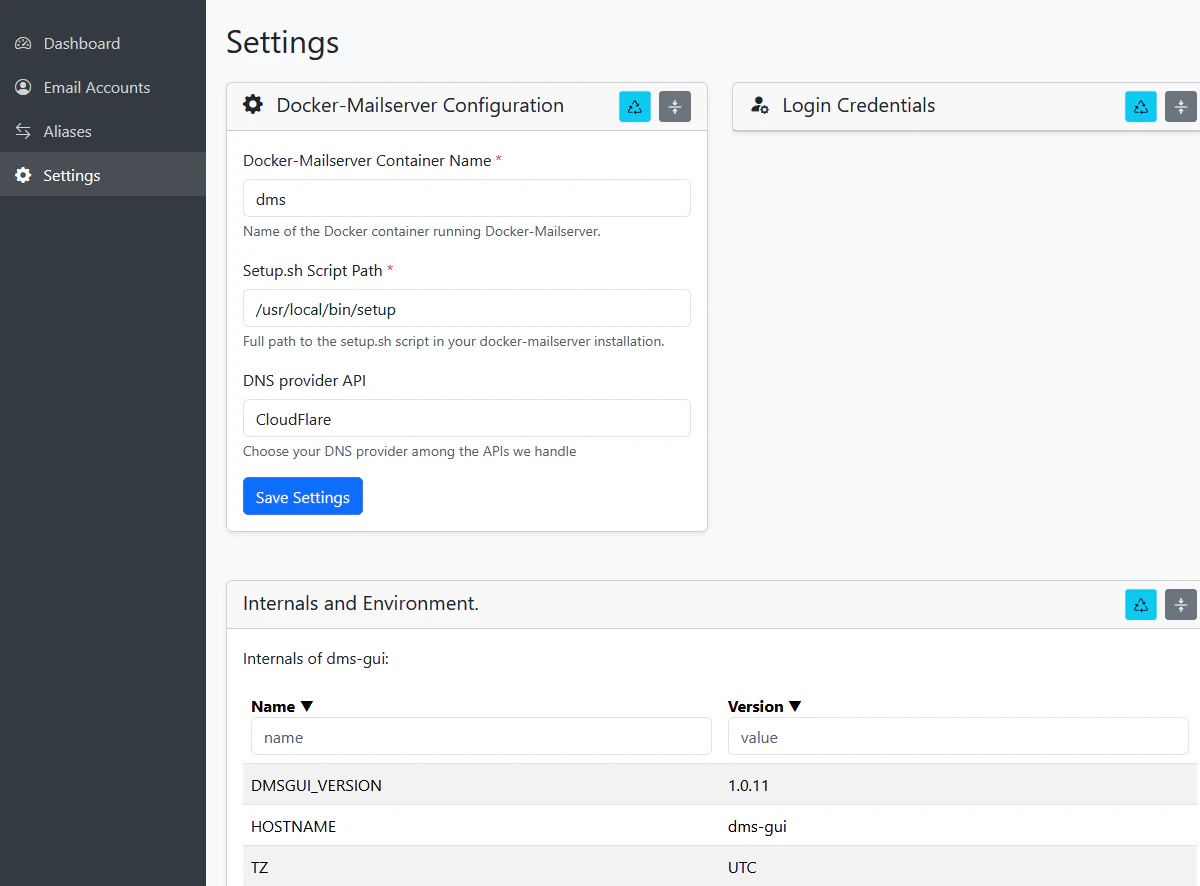 Dashboard
Email Accounts
Aliases
Settings
Settings
Docker-Mailserver Configuration
Docker-Mailserver Container Name *
dms
Name of the Docker container running Docker-Mailserver.
Setup.sh Script Path *
/usr/local/bin/setup
Full path to the setup.sh script in your docker-mailserver installation.
DNS provider API
CloudFlare
Choose your DNS provider among the APIs we handle
Save Settings
Login Credentials
Internals and Environment.
Internals of dms-gui:
Name ▼ Version ▼
name value
DMSGUI_VERSION 1.0.11
HOSTNAME dms-gui
TZ UTC